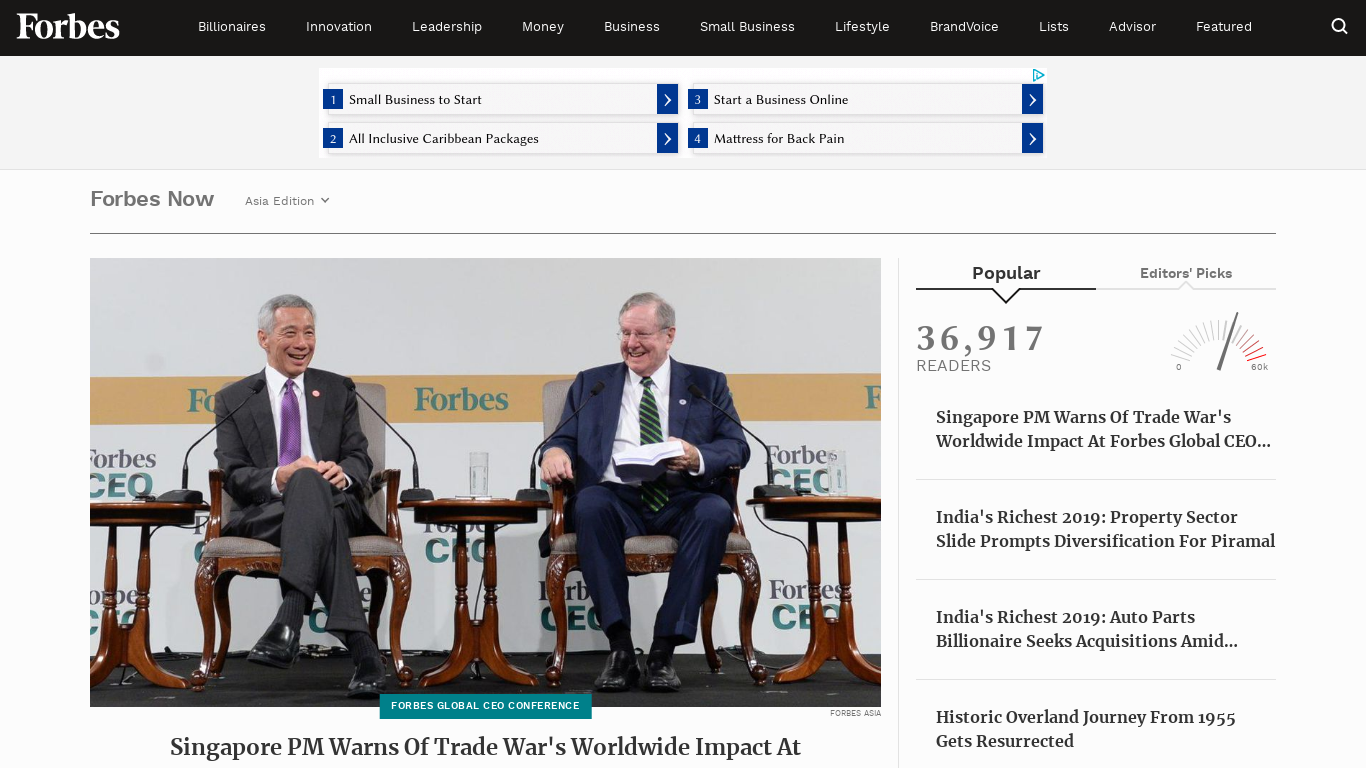 Forbes
Billionaires
Innovation
Leadership
Money
Business
Small Business
Lifestyle
BrandVoice
Lists
Advisor
Featured
1 Small Business to Start
3 Start a Business Online
2 All Inclusive Caribbean Packages
4 Mattress for Back Pain
Forbes Now
Asia Edition
Forbes
Forbes
CEO
Forbes
CEO
Forbes
CEO
Forbes
CEO
FORBES GLOBAL CEO CONFERENCE
FORBES ASIA
Singapore PM Warns Of Trade War's Worldwide Impact At
Popular
Editors' Picks
36,917
READERS
0
60k
Singapore PM Warns Of Trade War's
Worldwide Impact At Forbes Global CEO...
India's Richest 2019: Property Sector
Slide Prompts Diversification For Piramal
India's Richest 2019: Auto Parts
Billionaire Seeks Acquisitions Amid...
Historic Overland Journey From 1955
Gets Resurrected